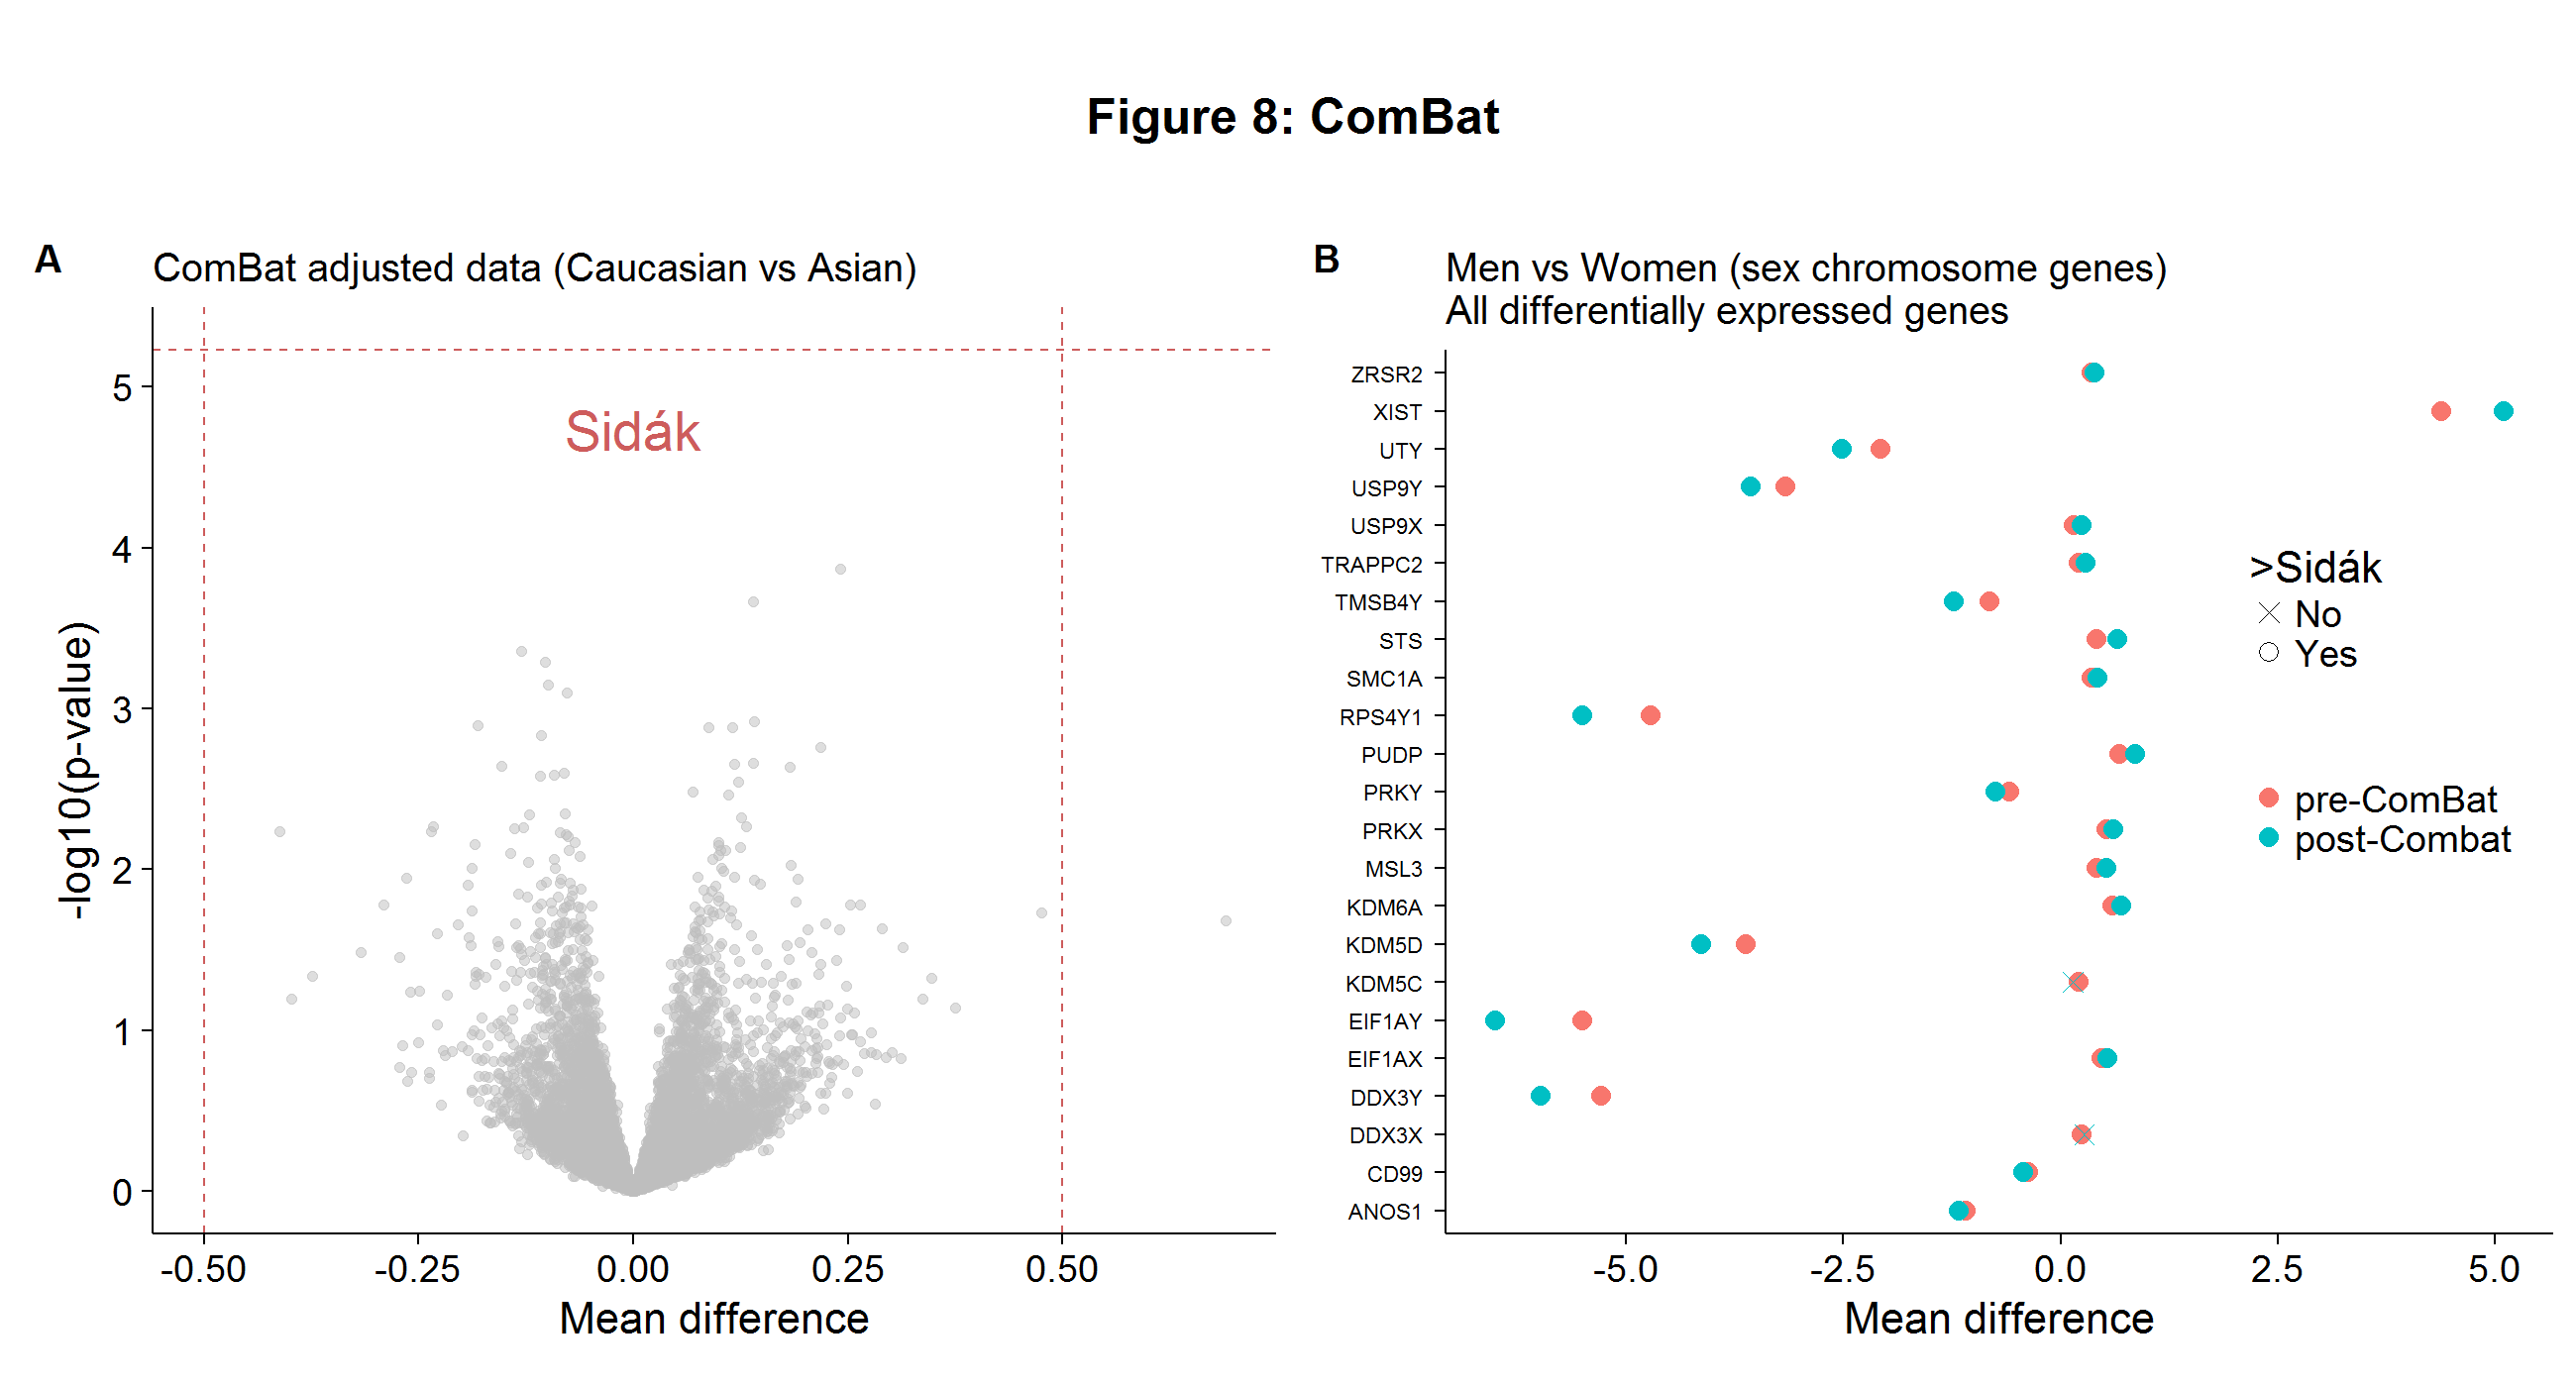 Figure 8: ComBat
A
ComBat adjusted data (Caucasian vs Asian)
Sidák
-log10(p-value)
5
4
3
2
1
0
-0.50
-0.25
0.00
0.25
0.50
Mean difference
B
Men vs Women (sex chromosome genes)
All differentially expressed genes
ZRSR2
XIST
UTY
USP9Y
USP9X
TRAPPC2
TMSB4Y
STS
SMC1A
RPS4Y1
PUDP
PRKY
PRKX
MSL3
KDM6A
KDM5D
KDM5C
EIF1AY
EIF1AX
DDX3Y
DDX3X
CD99
ANOS1
-5.0
-2.5
0.0
2.5
5.0
Mean difference
>Sidák
No
Yes
pre-ComBat
post-Combat